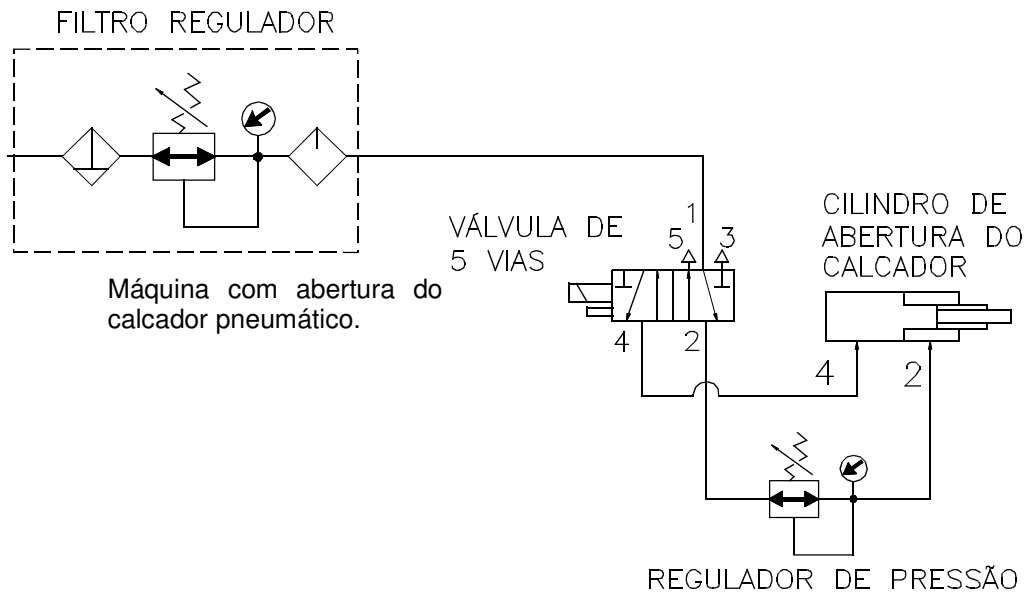 FILTRO REGULADOR
Máquina com abertura do
calcador pneumático.
VÁLVULA DE
5 VIAS
1
5
3
4
2
CILINDRO DE
ABERTURA DO
CALCADOR
4
2
REGULADOR DE PRESSÃO